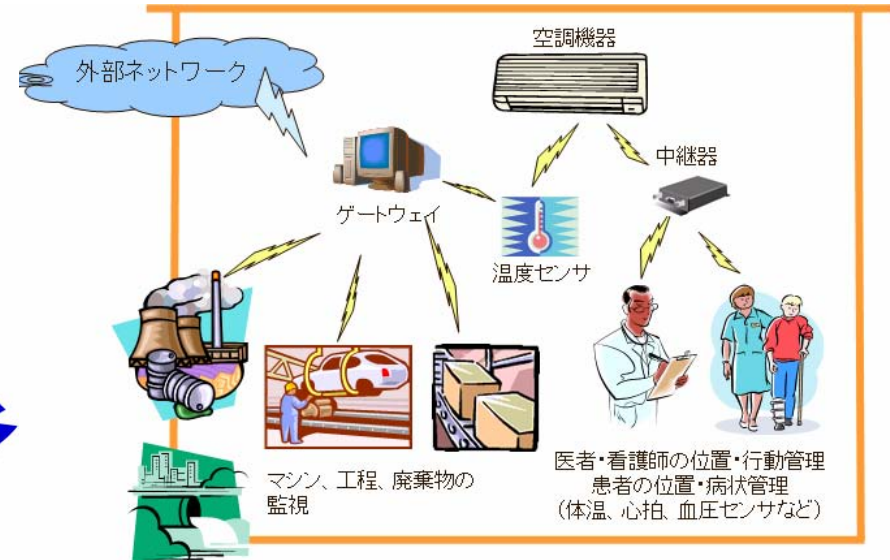 外部ネットワーク
空調機器
中継器
ゲートウェイ
温度センサ
マシン、工程、廃棄物の
監視
医者・看護師の位置・行動管理
患者の位置・病状管理
（体温、心拍、血圧センサなど）